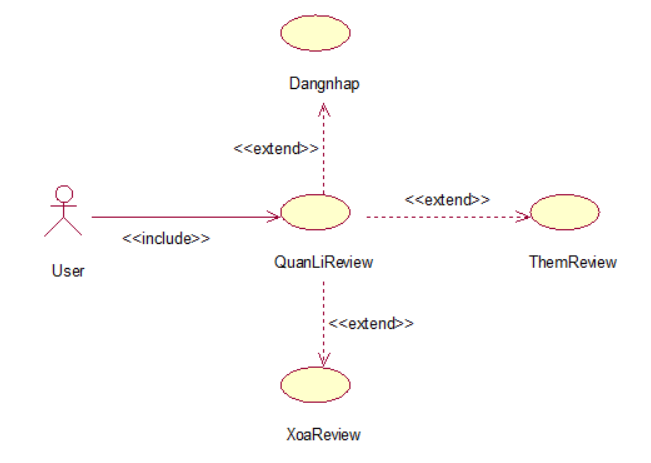 Dangnhap
<<extend>>
<<extend>>
<<include>>
User
QuanLiReview
ThemReview
<<extend>>
XoaReview